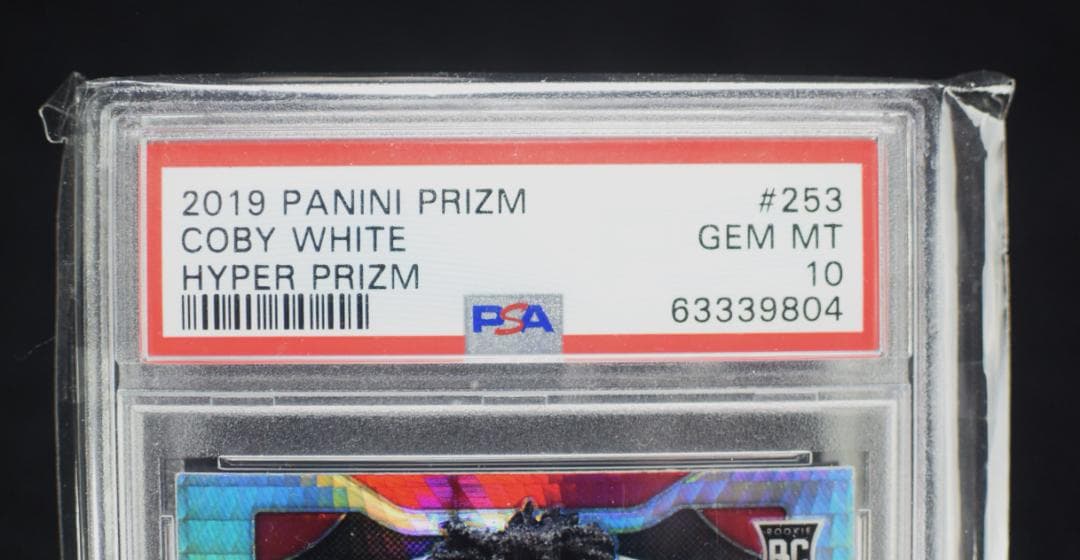 2019 PANINI PRIZM #253
COBY WHITE GEM MT
HYPER PRIZM 10
63339804
PSA
ROOKIE
RC